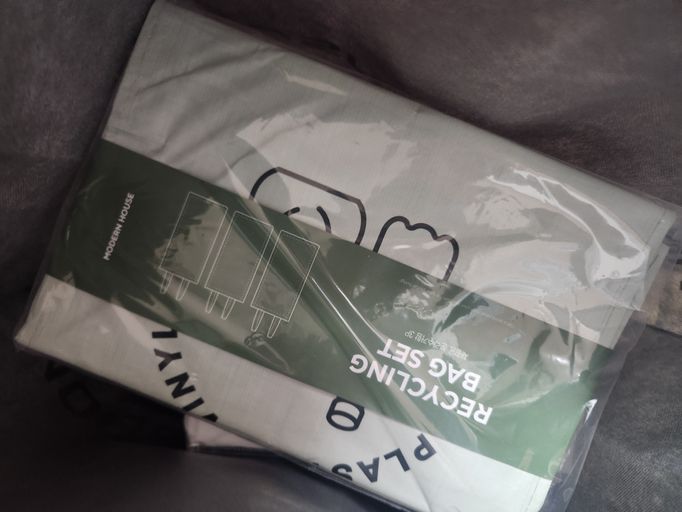 MODERN HOUSE
RECYCLING
BAG SET
VINYL
PLAS